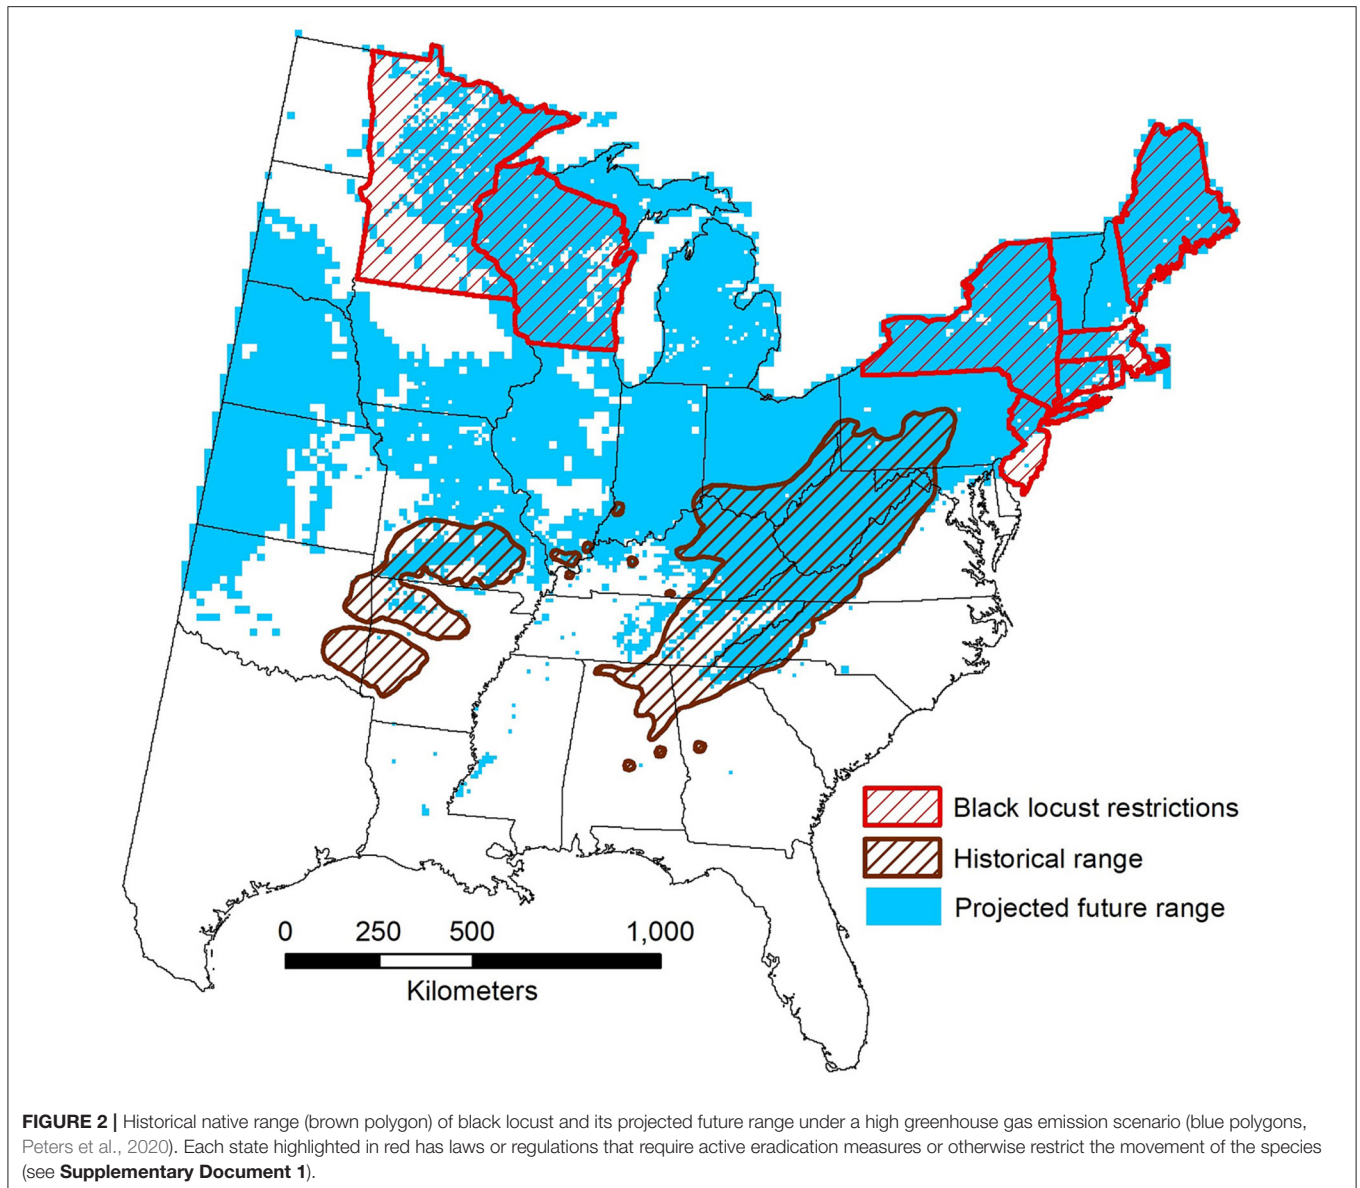 Black locust restrictions
Historical range
Projected future range
0 250 500 1,000
Kilometers
FIGURE 2 | Historical native range (brown polygon) of black locust and its projected future range under a high greenhouse gas emission scenario (blue polygons,
Peters et al., 2020). Each state highlighted in red has laws or regulations that require active eradication measures or otherwise restrict the movement of the species
(see Supplementary Document 1).